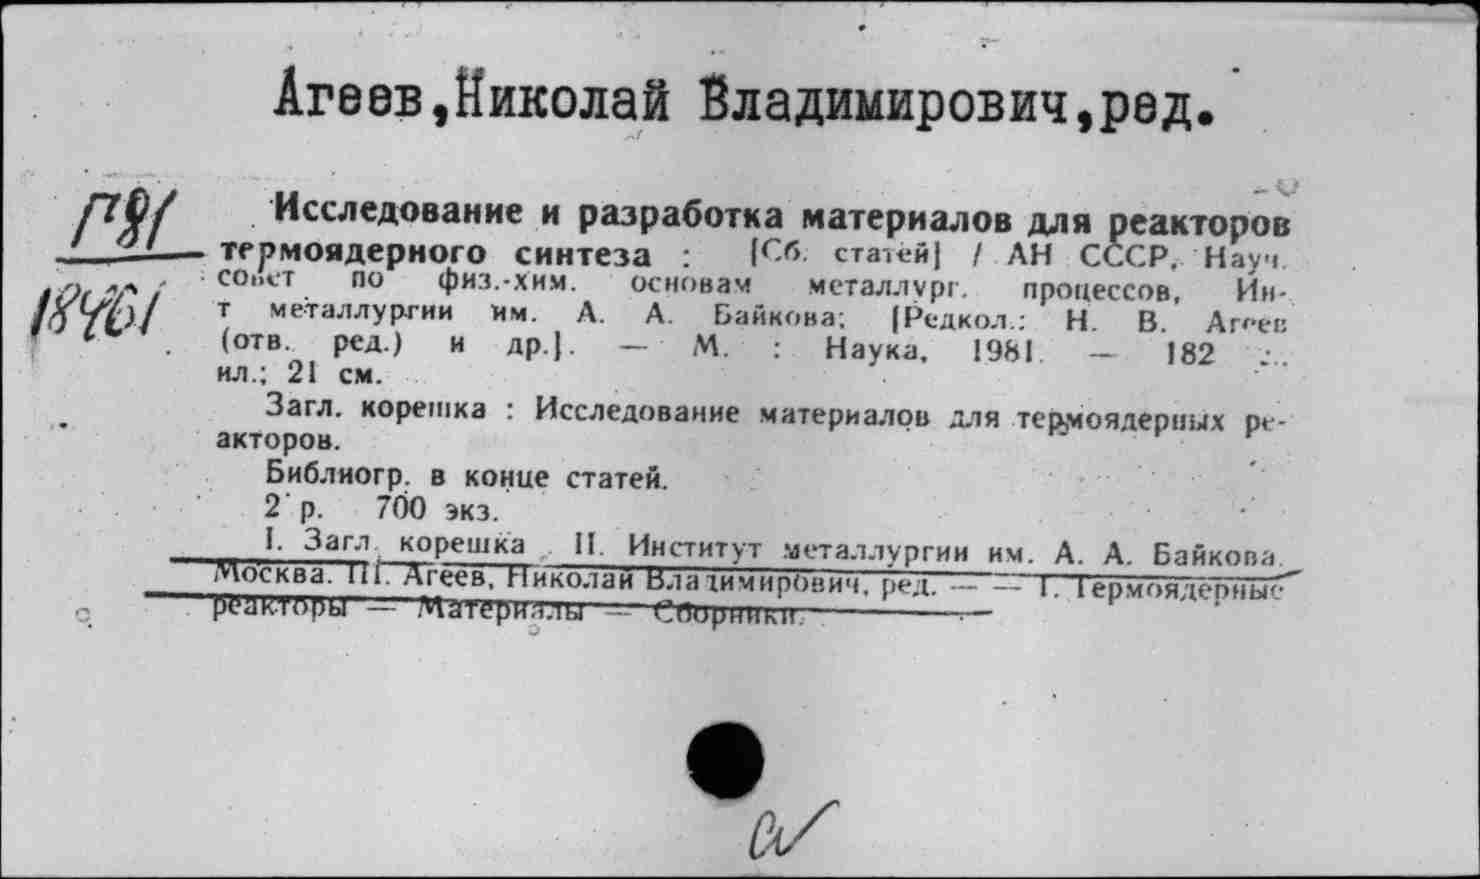 Агеев,Николай Владимирович,ред.
П81
18461
Исследование и разработка материалов для реакторов
термоядерного синтеза : [Сб. статей] / АН СССР, Науч.
совет по физ.-хим. основам металлург. процессов, Ин-
т металлургии им. А. А. Байкова; [Редкол.: Н. В. Агеев
(отв. ред.) и др.]. — М. : Наука, 1981. — 182 с.:
ил.; 21 см.
Загл. корешка : Исследование материалов для термоядерных ре-
акторов.
Библиогр. в конце статей.
2 р. 700 экз.
I. Загл. корешка. II. Институт металлургии им. А. А. Байкова.
Москва. III. Агеев, Николай Владимирович, ред. — — 1. Термоядерные
реакторы — Материалы — Сборники.